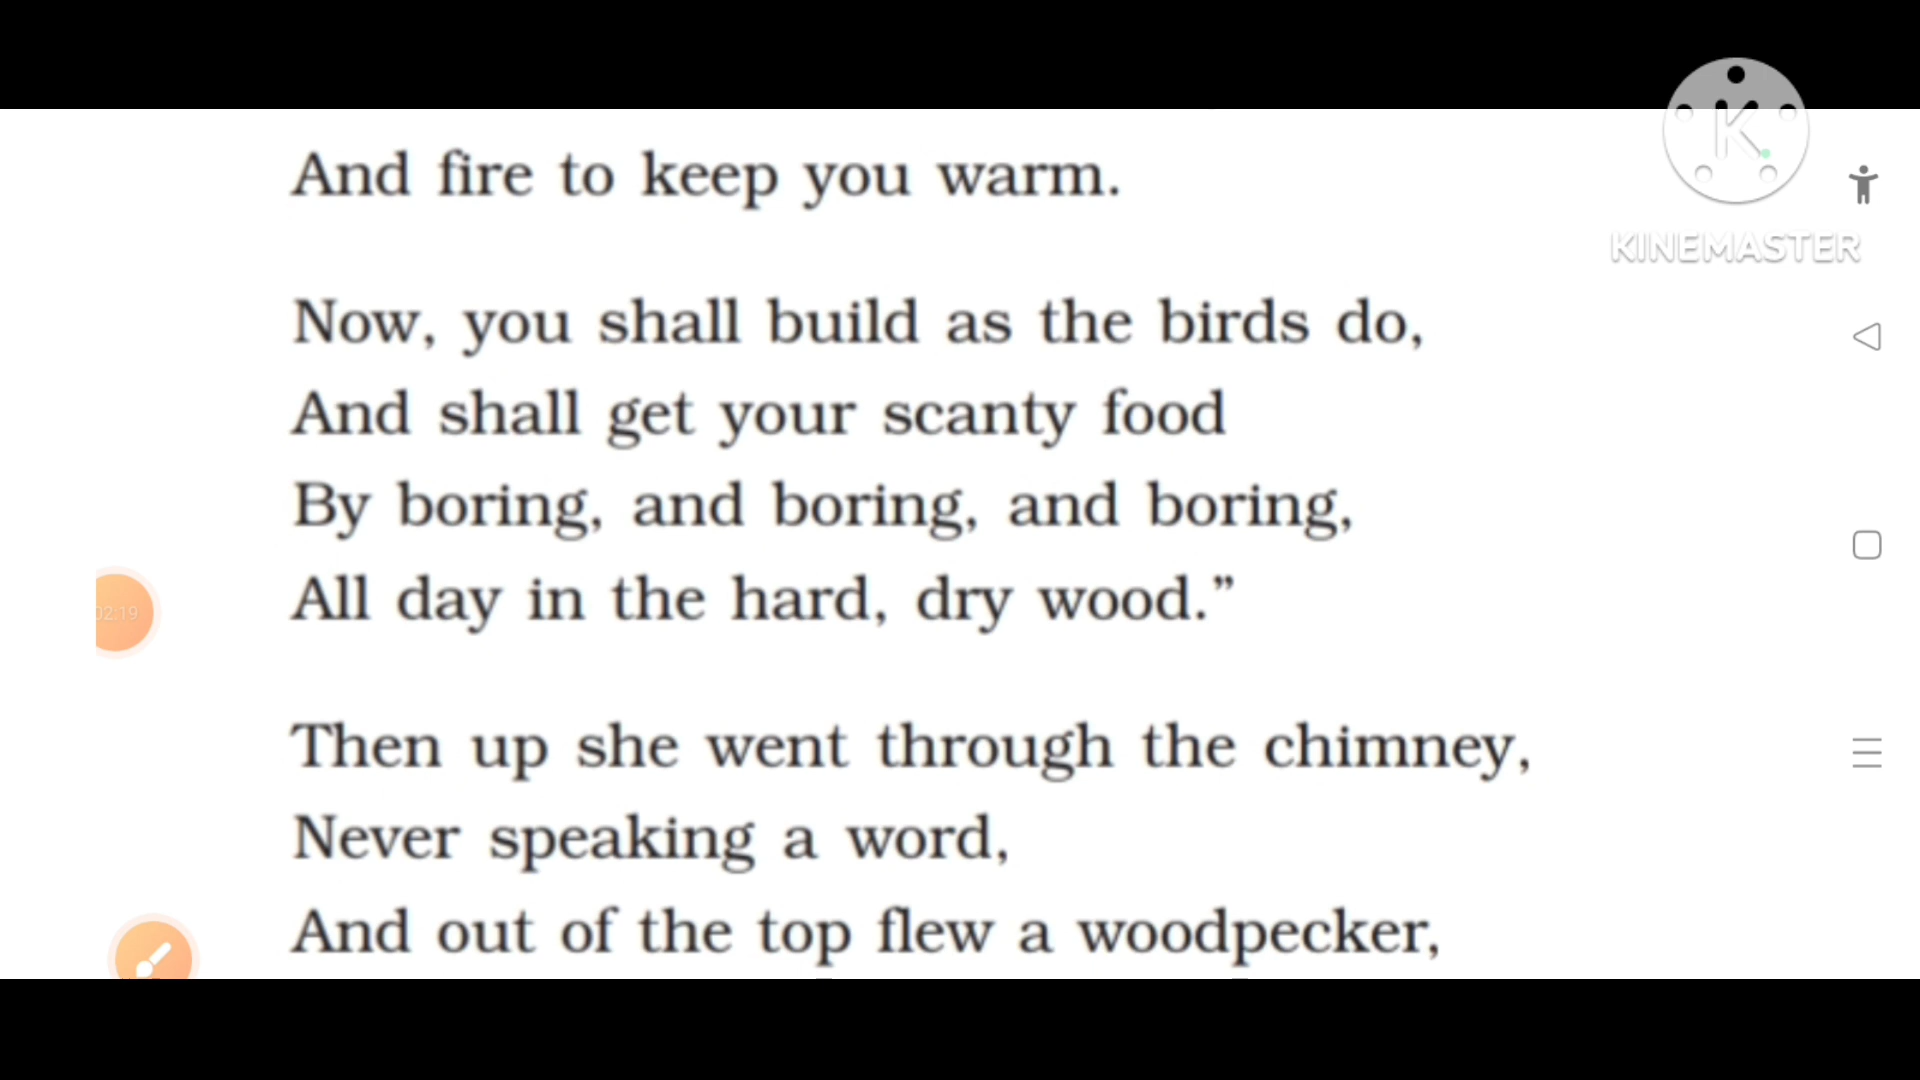 And fire to keep you warm.
Now, you shall build as the birds do,
And shall get your scanty food
By boring, and boring, and boring,
All day in the hard, dry wood.”
Then up she went through the chimney,
Never speaking a word,
And out of the top flew a woodpecker,
K
KINEMASTER
02:19